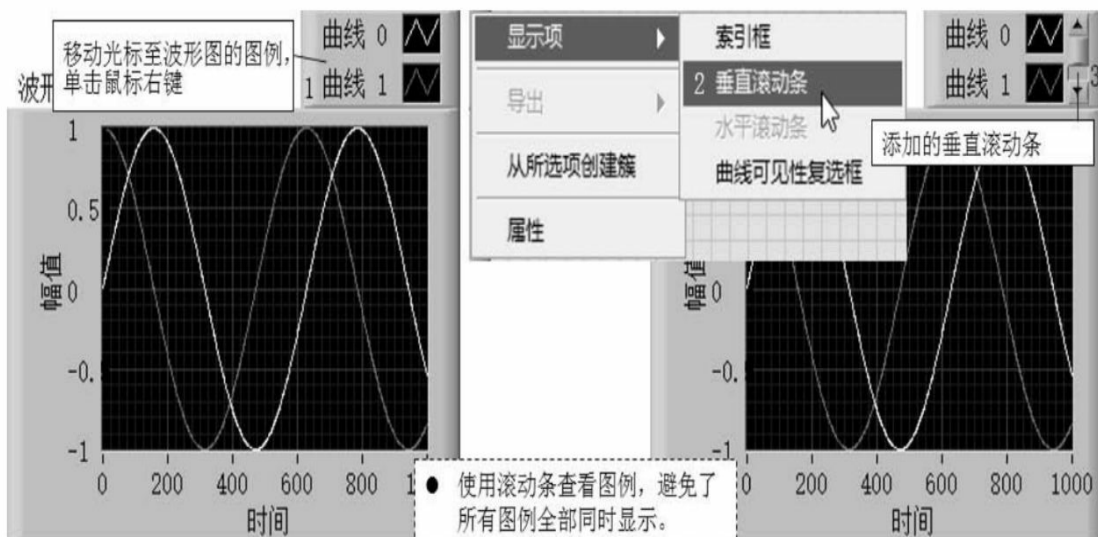 曲线 0
移动光标至波形图的图例，
单击鼠标右键
1 曲线 1
波形
1
0.5
0
-0.
-1
幅值
0 200 400 600 800 1
时间
显示项
导出
从所选项创建簇
属性
索引框
2 垂直滚动条
水平滚动条
曲线可见性复选框
曲线 0
曲线 1
3
添加的垂直滚动条
0
-0.
-1
幅值
0 200 400 600 800 1000
时间
● 使用滚动条查看图例，避免了
所有图例全部同时显示。